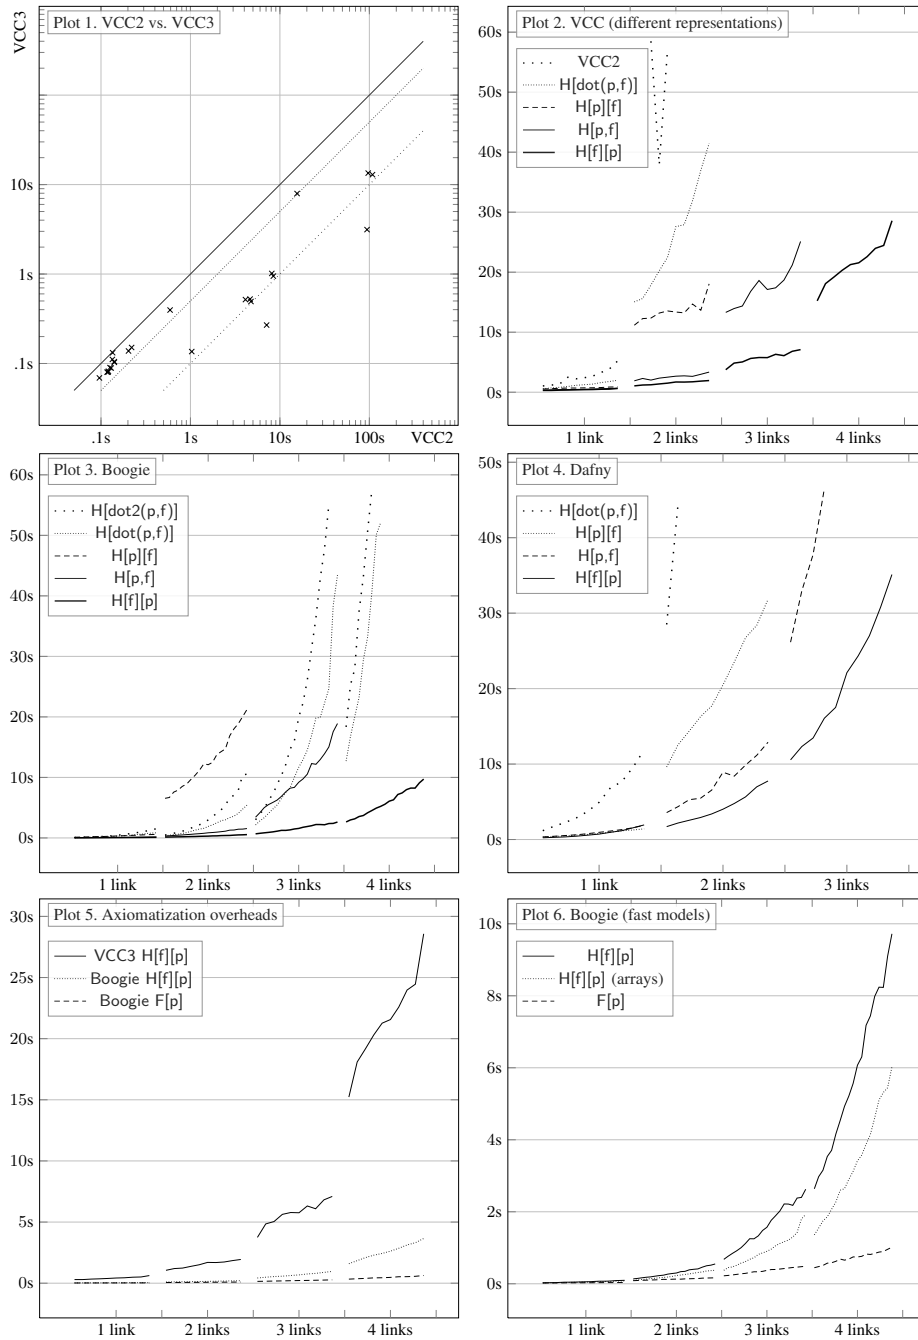 Plot 1. VCC2 vs. VCC3
VCC3
10s
1s
.1s
.1s 1s 10s 100s VCC2
Plot 2. VCC (different representations)
VCC2
H[dot(p,f)]
H[p][f]
H[p,f]
H[f][p]
60s
50s
40s
30s
20s
10s
0s
1 link 2 links 3 links 4 links
Plot 3. Boogie
H[dot2(p,f)]
H[dot(p,f)]
H[p][f]
H[p,f]
H[f][p]
60s
50s
40s
30s
20s
10s
0s
1 link 2 links 3 links 4 links
Plot 4. Dafny
H[dot(p,f)]
H[p][f]
H[p,f]
H[f][p]
50s
40s
30s
20s
10s
0s
1 link 2 links 3 links
Plot 5. Axiomatization overheads
VCC3 H[f][p]
Boogie H[f][p]
Boogie F[p]
30s
25s
20s
15s
10s
5s
0s
1 link 2 links 3 links 4 links
Plot 6. Boogie (fast models)
H[f][p]
H[f][p] (arrays)
F[p]
10s
8s
6s
4s
2s
0s
1 link 2 links 3 links 4 links